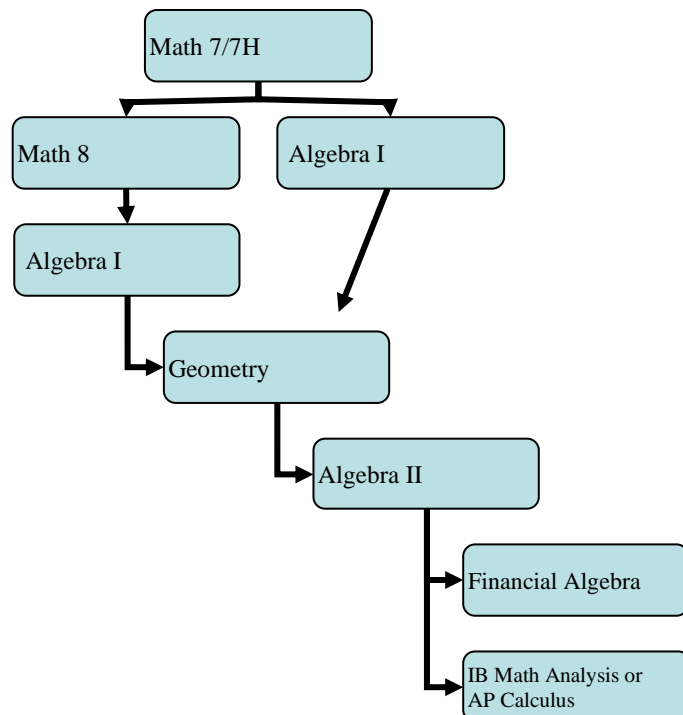 Math 7/7H
Math 8
Algebra I
Algebra I
Geometry
Algebra II
Financial Algebra
IB Math Analysis or
AP Calculus